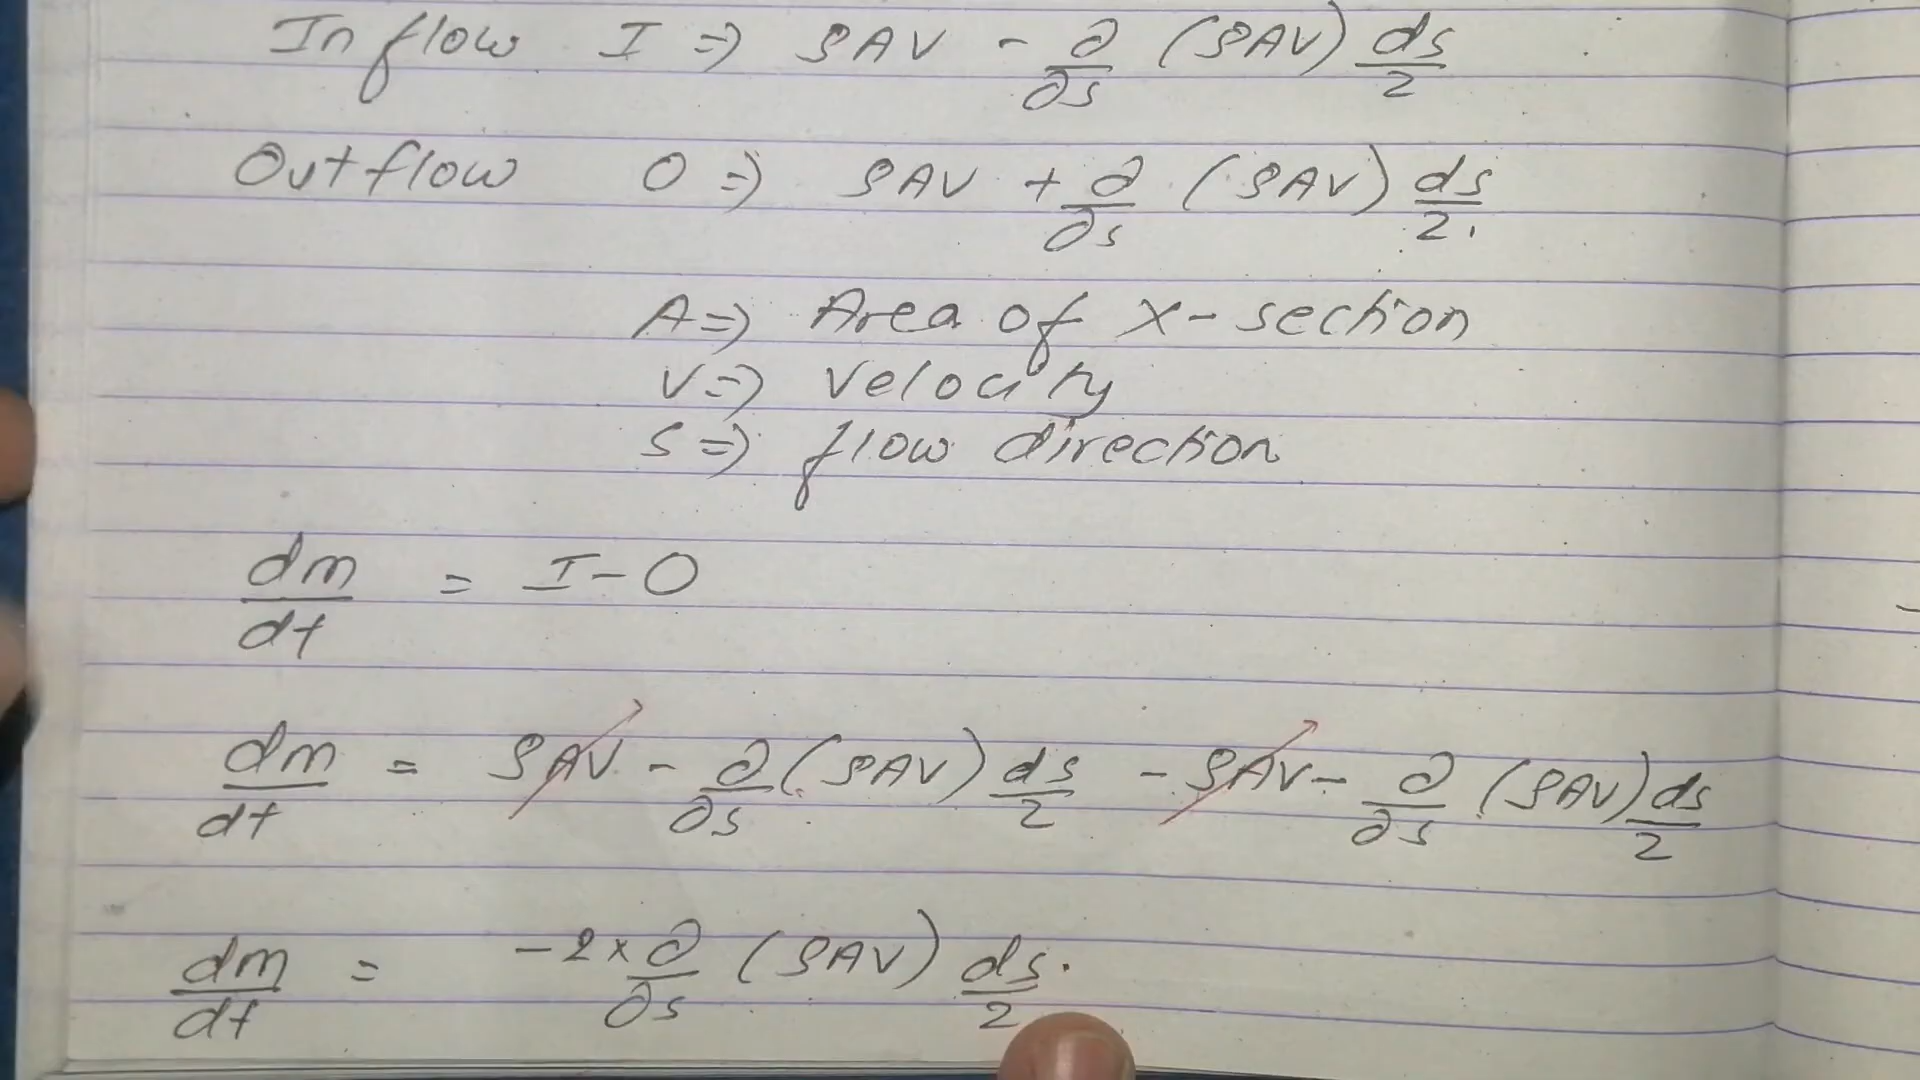 Inflow I => ρAV - ∂/∂s (ρAV) ds/2
Outflow O => ρAV + ∂/∂s (ρAV) ds/2.
A => Area of X-section
V => Velocity
S => flow direction
dm/dt = I - O
dm/dt = ρAV - ∂/∂s (ρAV) ds/2 - ρAV - ∂/∂s (ρAV) ds/2
dm/dt = -2 x ∂/∂s (ρAV) ds/2.